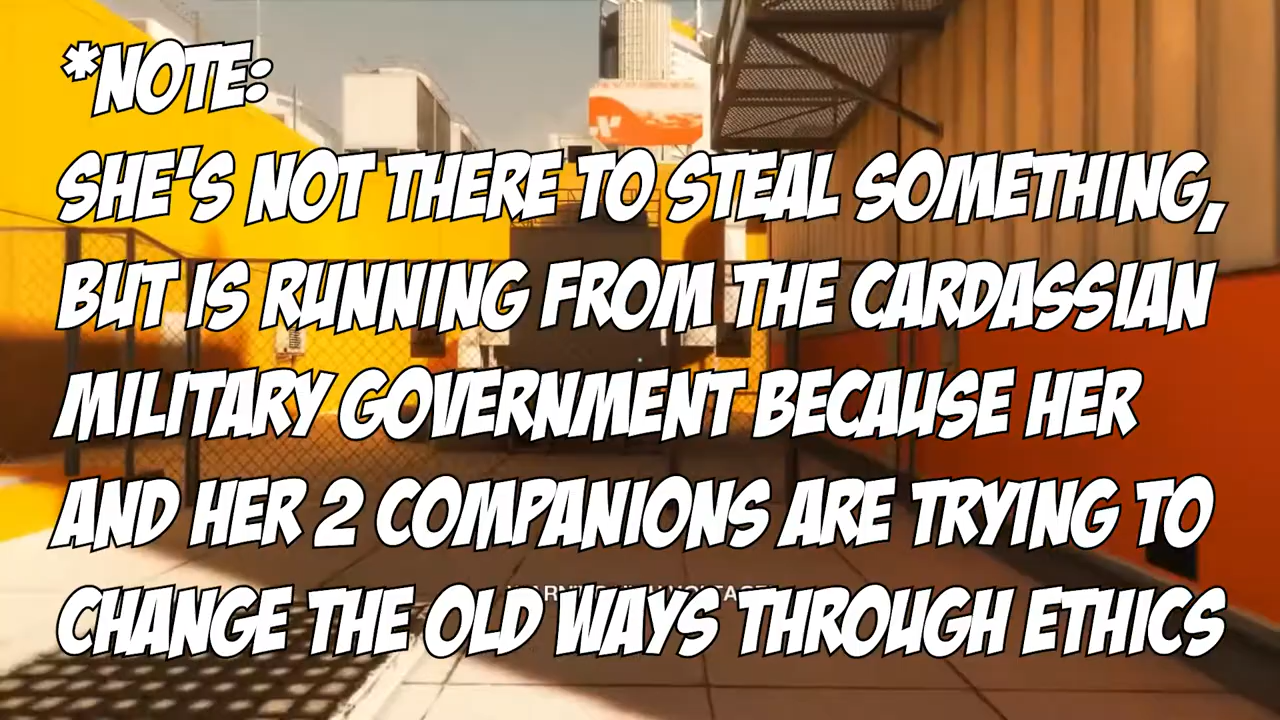 *NOTE:
SHE'S NOT THERE TO STEAL SOMETHING,
BUT IS RUNNING FROM THE CARDASSIAN
MILITARY GOVERNMENT BECAUSE HER
AND HER 2 COMPANIONS ARE TRYING TO
CHANGE THE OLD WAYS THROUGH ETHICS